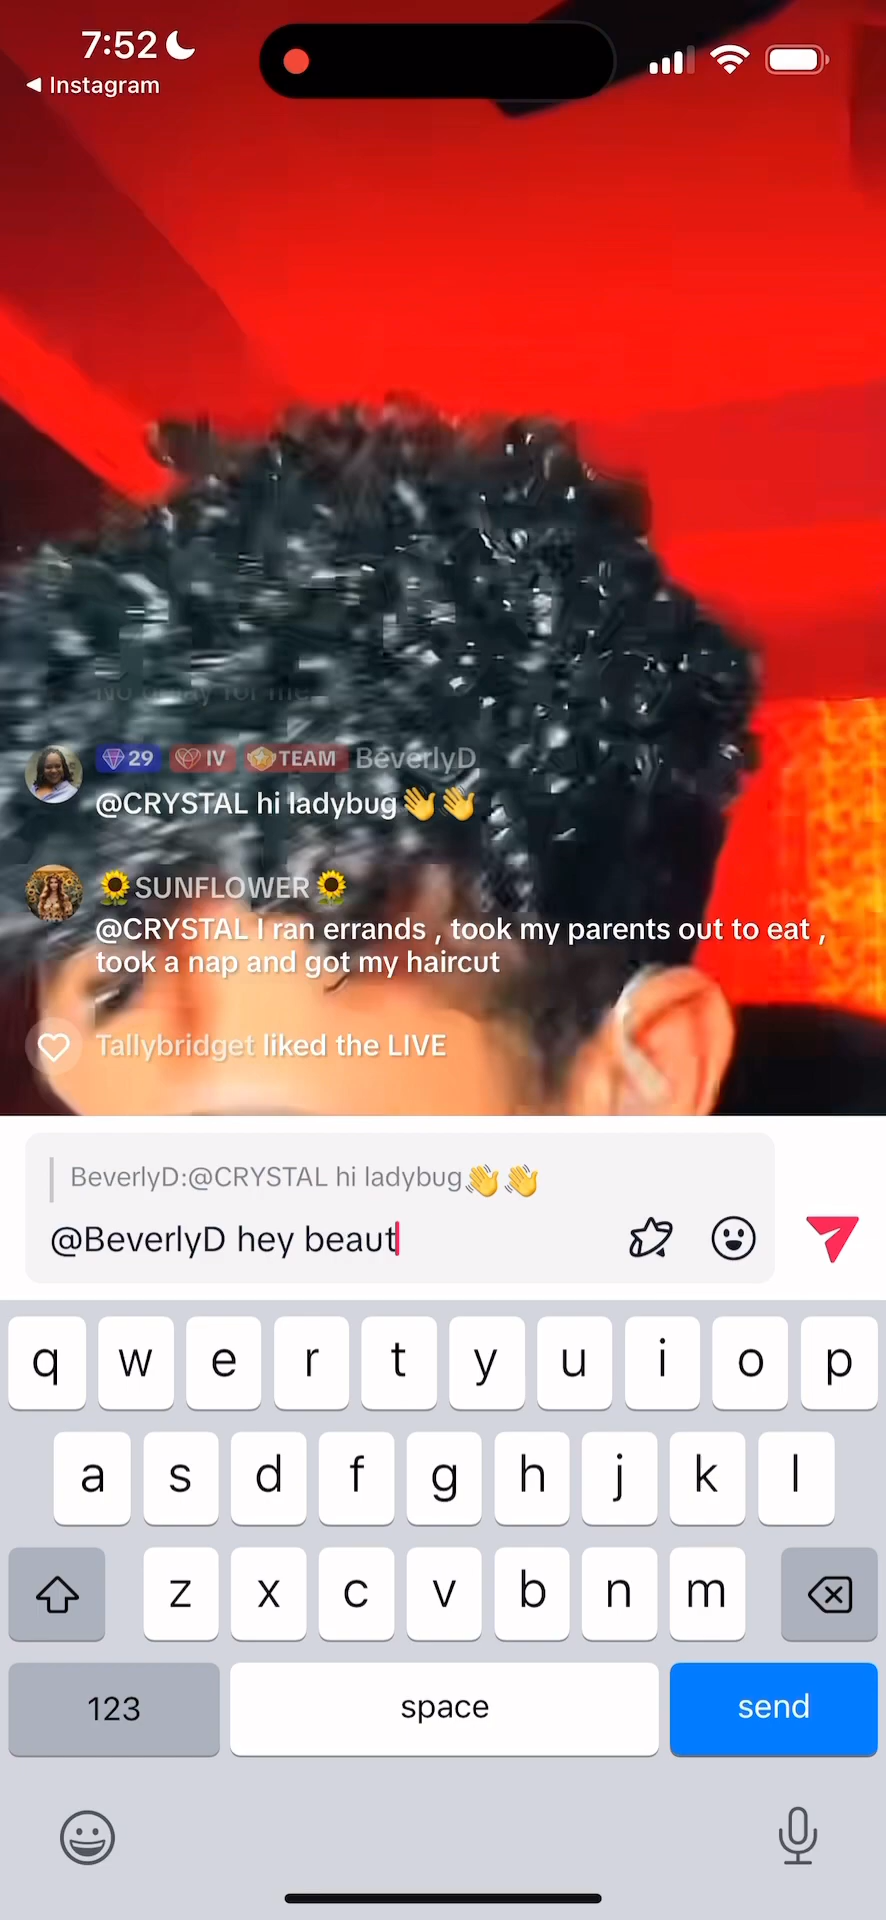 7:52
Instagram
29 IV TEAM BeverlyD
@CRYSTAL hi ladybug👋👋
🌻SUNFLOWER🌻
@CRYSTAL I ran errands , took my parents out to eat ,
took a nap and got my haircut
Tallybridget liked the LIVE
BeverlyD:@CRYSTAL hi ladybug👋👋
@BeverlyD hey beaut
q w e r t y u i o p
a s d f g h j k l
z x c v b n m
123 space send